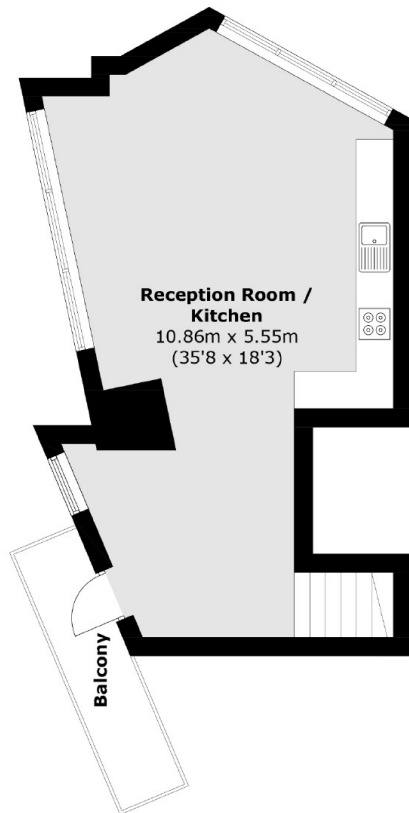 Reception Room /
Kitchen
10.86m x 5.55m
(35'8 x 18'3)
Balcony